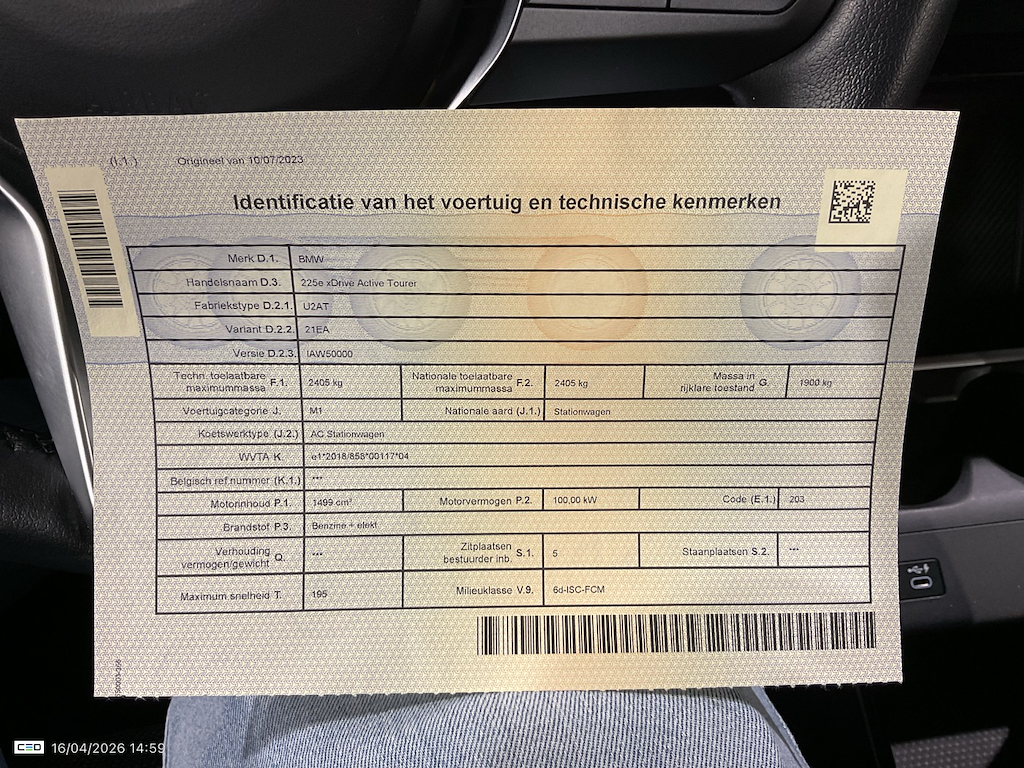 (I.1.) Origineel van 10/07/2023
Identificatie van het voertuig en technische kenmerken
Merk D.1. BMW
Handelsnaam D.3. 225e xDrive Active Tourer
Fabriekstype D.2.1. U2AT
Variant D.2.2. 21EA
Versie D.2.3. IAW50000
Techn. toelaatbare maximummassa F.1. 2405 kg Nationale toelaatbare maximummassa F.2. 2405 kg Massa in rijklare toestand G. 1900 kg
Voertuigcategorie J. M1 Nationale aard (J.1.) Stationwagen
Koetswerktype (J.2.) AC Stationwagen
WVTA K. e1*2018/858*00117*04
Belgisch ref.nummer (K.1.) ***
Motorinhoud P.1. 1499 cm³ Motorvermogen P.2. 100,00 kW Code (E.1.) 203
Brandstof P.3. Benzine + elekt
Verhouding vermogen/gewicht Q. *** Zitplaatsen bestuurder inb. S.1. 5 Staanplaatsen S.2. ***
Maximum snelheid T. 195 Milieuklasse V.9. 6d-ISC-FCM
CEO 16/04/2026 14:59